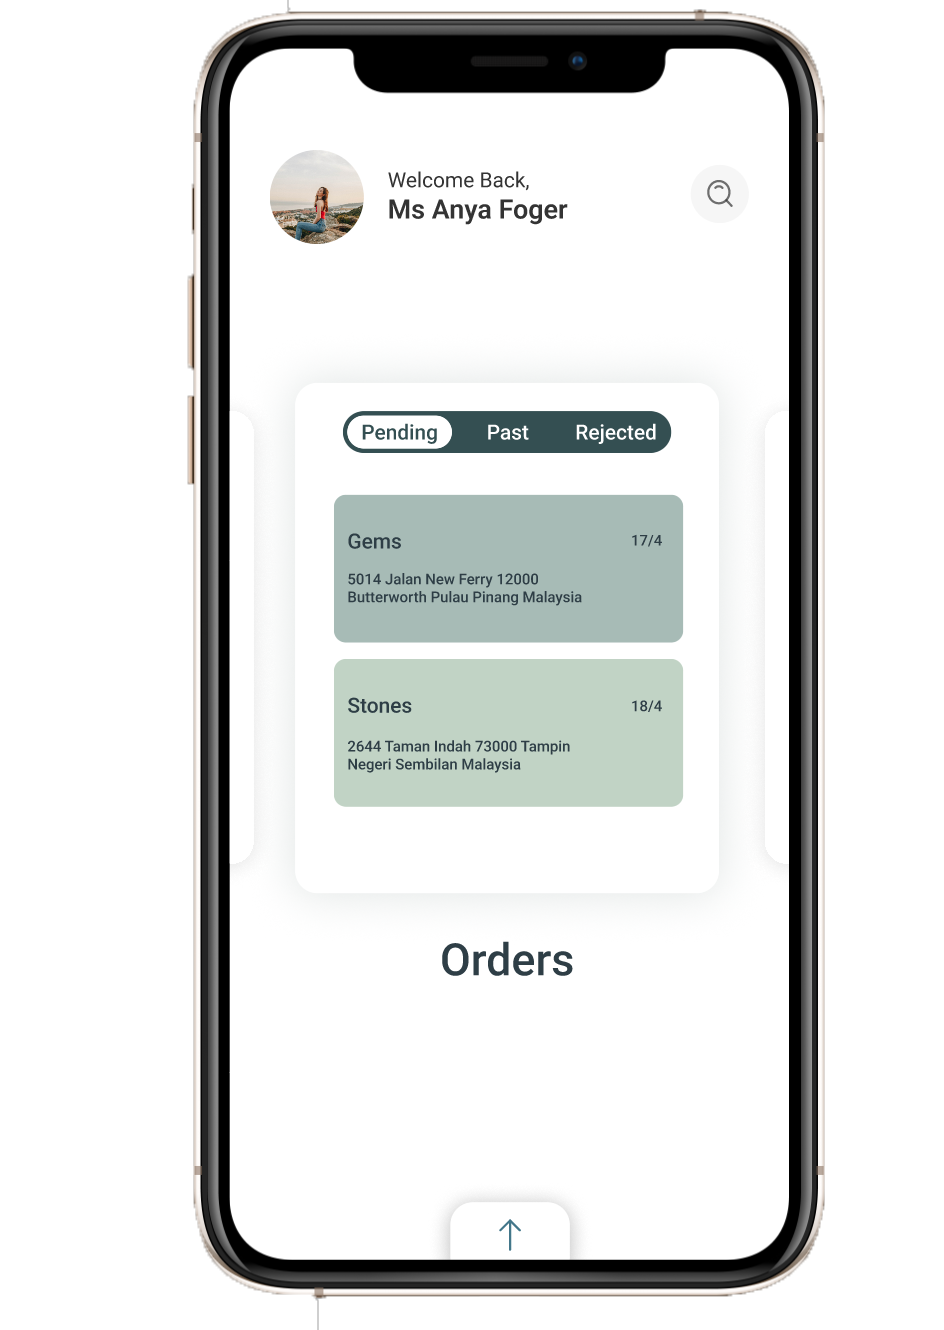 Welcome Back,
Ms Anya Foger
Pending Past Rejected
Gems 17/4
5014 Jalan New Ferry 12000
Butterworth Pulau Pinang Malaysia
Stones 18/4
2644 Taman Indah 73000 Tampin
Negeri Sembilan Malaysia
Orders